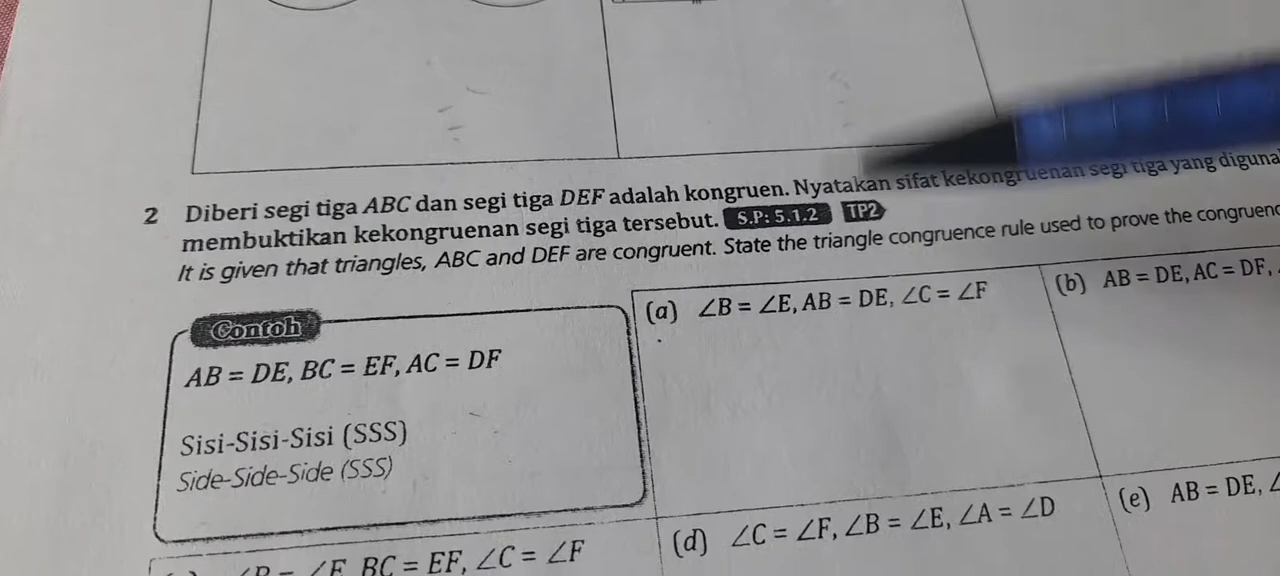 2 Diberi segi tiga ABC dan segi tiga DEF adalah kongruen. Nyatakan sifat kekongruenan segi tiga yang
membuktikan kekongruenan segi tiga tersebut. S.P: 5.1.2 TP2
It is given that triangles, ABC and DEF are congruent. State the triangle congruence rule used to prove the
Contoh
AB = DE, BC = EF, AC = DF
Sisi-Sisi-Sisi (SSS)
Side-Side-Side (SSS)
(a) ∠B = ∠E, AB = DE, ∠C = ∠F
(b) AB = DE, AC = DF,
BC = EF, ∠C = ∠F
(d) ∠C = ∠F, ∠B = ∠E, ∠A = ∠D
(e) AB = DE, ∠